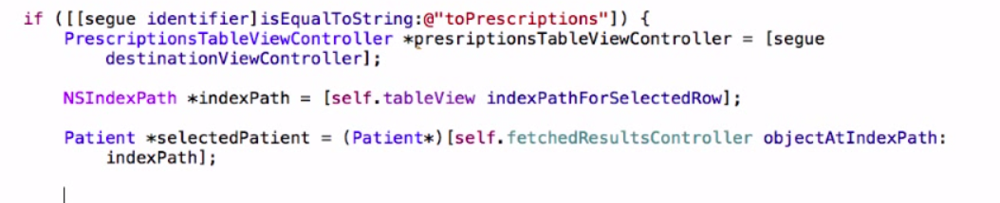 if ([[segue identifier]isEqualToString:@"toPrescriptions"]) {
PrescriptionsTableViewController *presriptionsTableViewController = [segue
destinationViewController];
NSIndexPath *indexPath = [self.tableView indexPathForSelectedRow];
Patient *selectedPatient = (Patient*)[self.fetchedResultsController objectAtIndexPath:
indexPath];